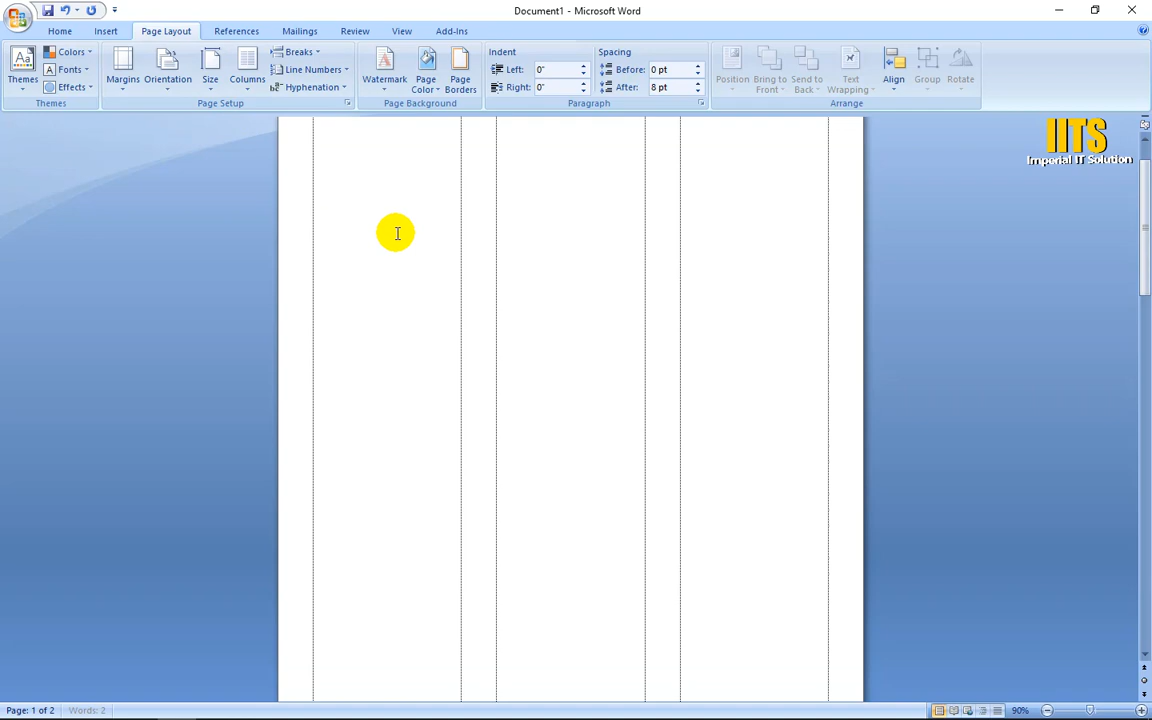 Document1 - Microsoft Word
Home Insert Page Layout References Mailings Review View Add-Ins
Themes
Colors
Fonts
Effects
Themes
Margins
Orientation
Size
Columns
Breaks
Line Numbers
Hyphenation
Page Setup
Watermark
Page
Color
Page
Borders
Page Background
Indent
Left: 0"
Right: 0"
Spacing
Before: 0 pt
After: 8 pt
Paragraph
Position
Bring to
Front
Send to
Back
Text
Wrapping
Align
Group
Rotate
Arrange
IITS
Imperial IT Solution
Page: 1 of 2 Words: 2 90%